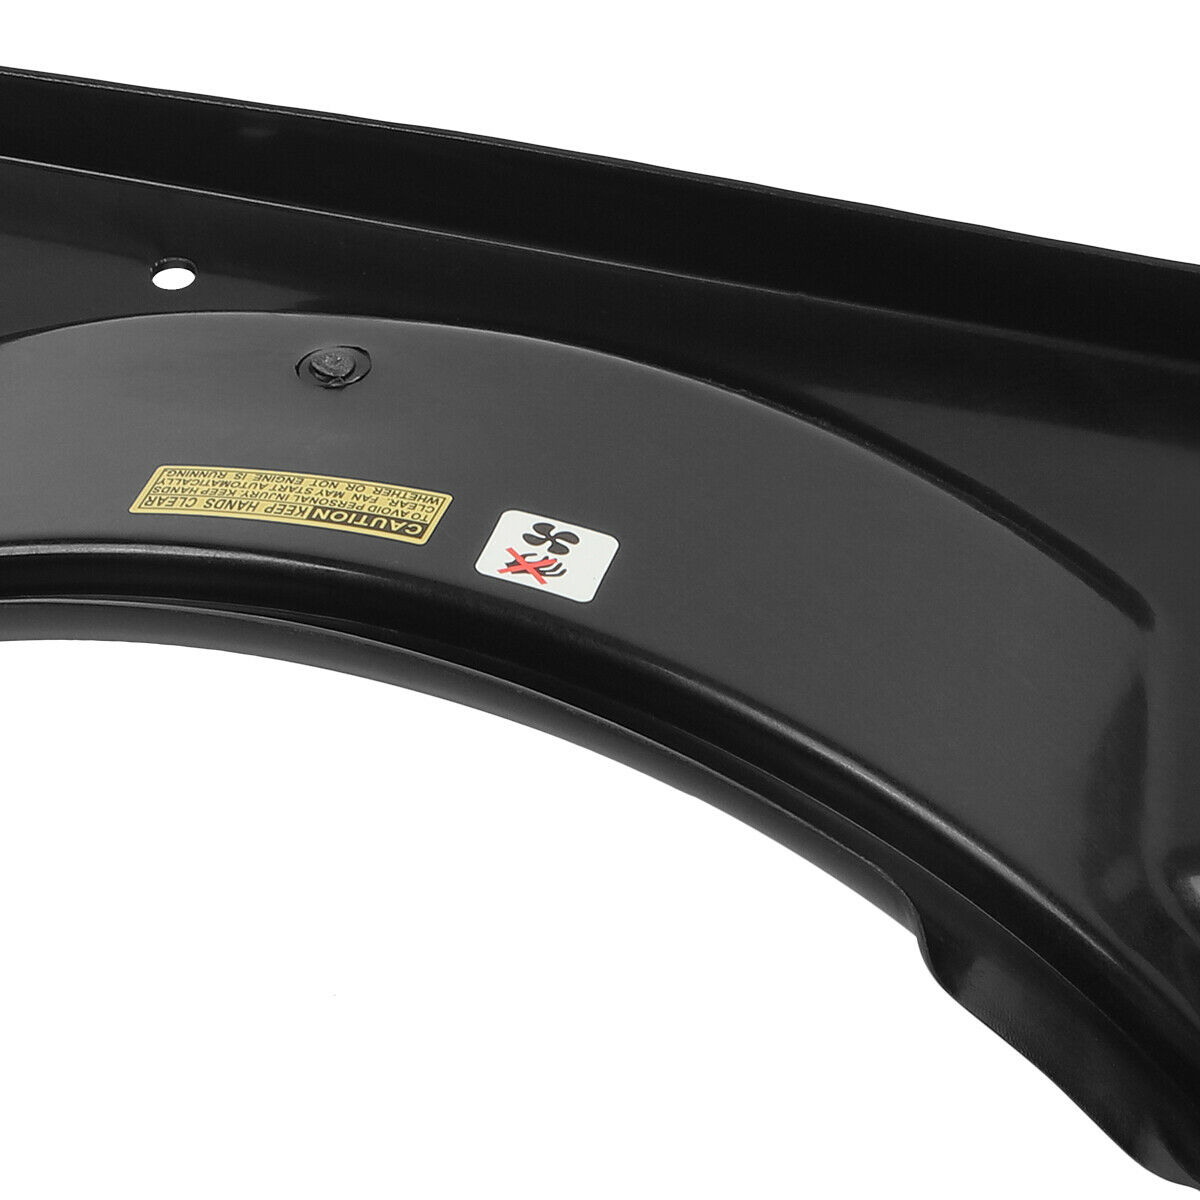 CAUTION KEEP HANDS CLEAR
TO AVOID PERSONAL INJURY KEEP HANDS
CLEAR. FAN MAY START AUTOMATICALLY
WHETHER OR NOT ENGINE IS RUNNING